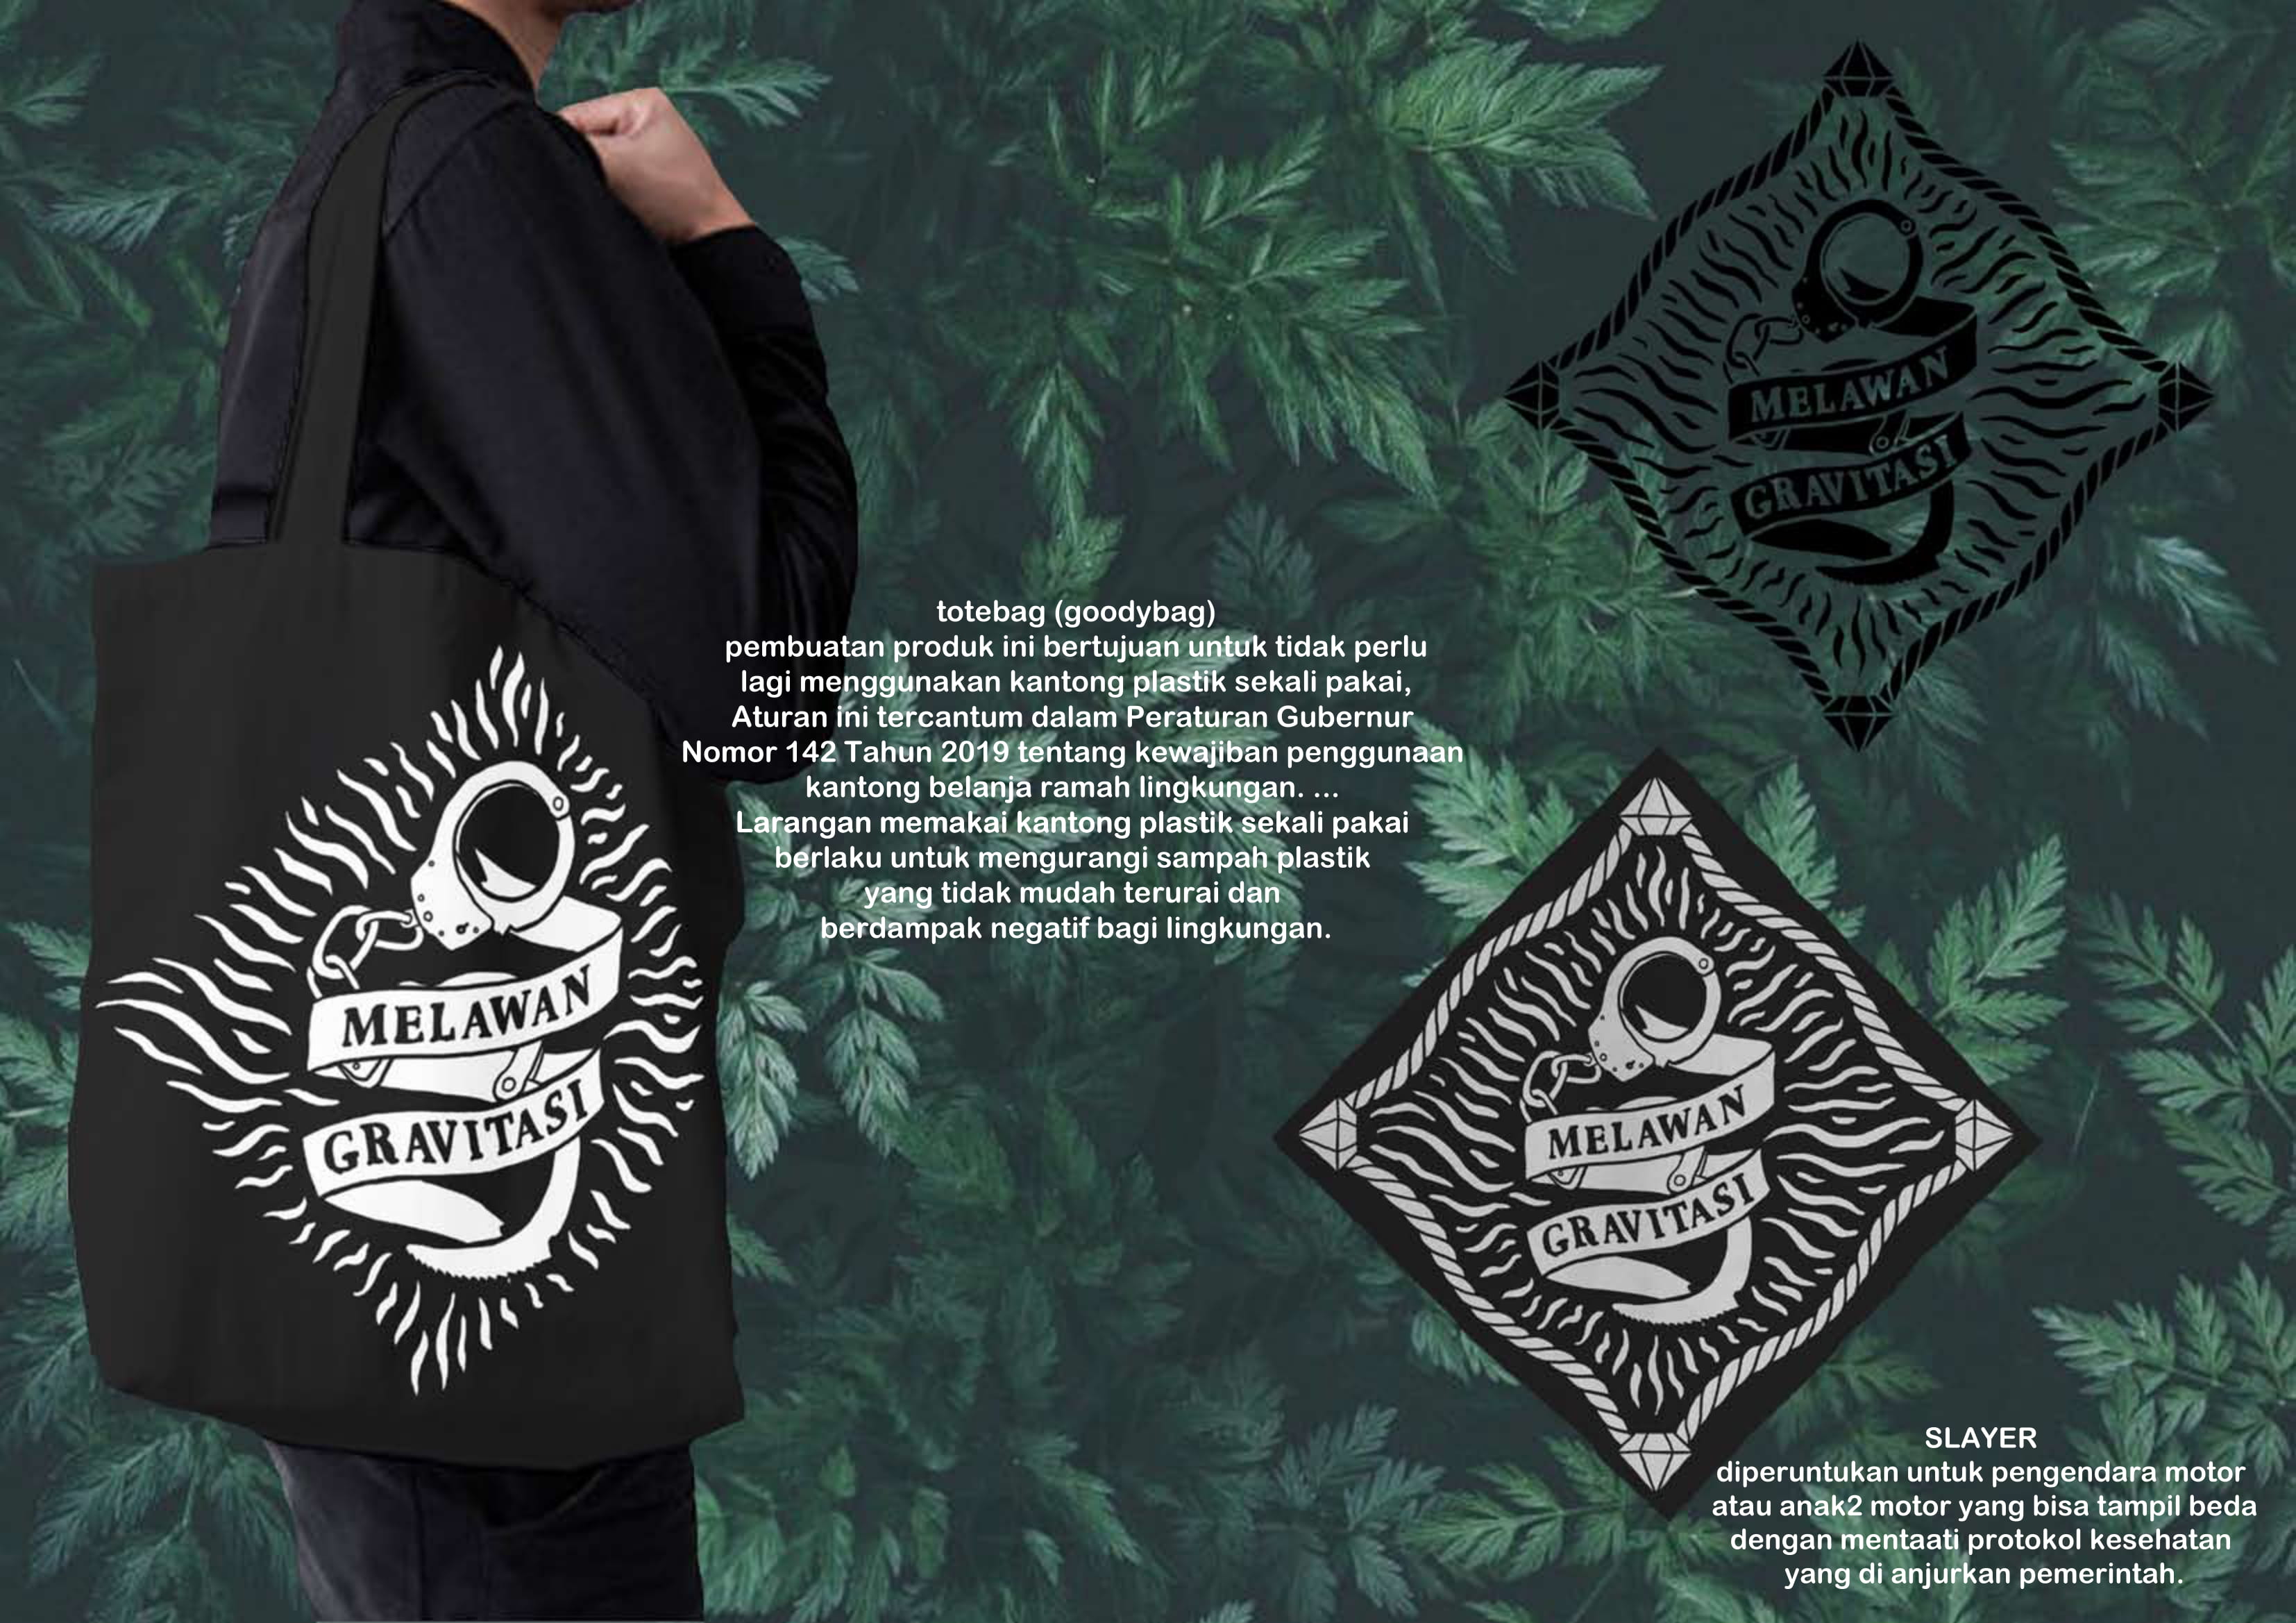 MELAWAN
GRAVITASI
totebag (goodybag)
pembuatan produk ini bertujuan untuk tidak perlu
lagi menggunakan kantong plastik sekali pakai,
Aturan ini tercantum dalam Peraturan Gubernur
Nomor 142 Tahun 2019 tentang kewajiban penggunaan
kantong belanja ramah lingkungan. ...
Larangan memakai kantong plastik sekali pakai
berlaku untuk mengurangi sampah plastik
yang tidak mudah terurai dan
berdampak negatif bagi lingkungan.
MELAWAN
GRAVITASI
MELAWAN
GRAVITASI
SLAYER
diperuntukan untuk pengendara motor
atau anak2 motor yang bisa tampil beda
dengan mentaati protokol kesehatan
yang di anjurkan pemerintah.